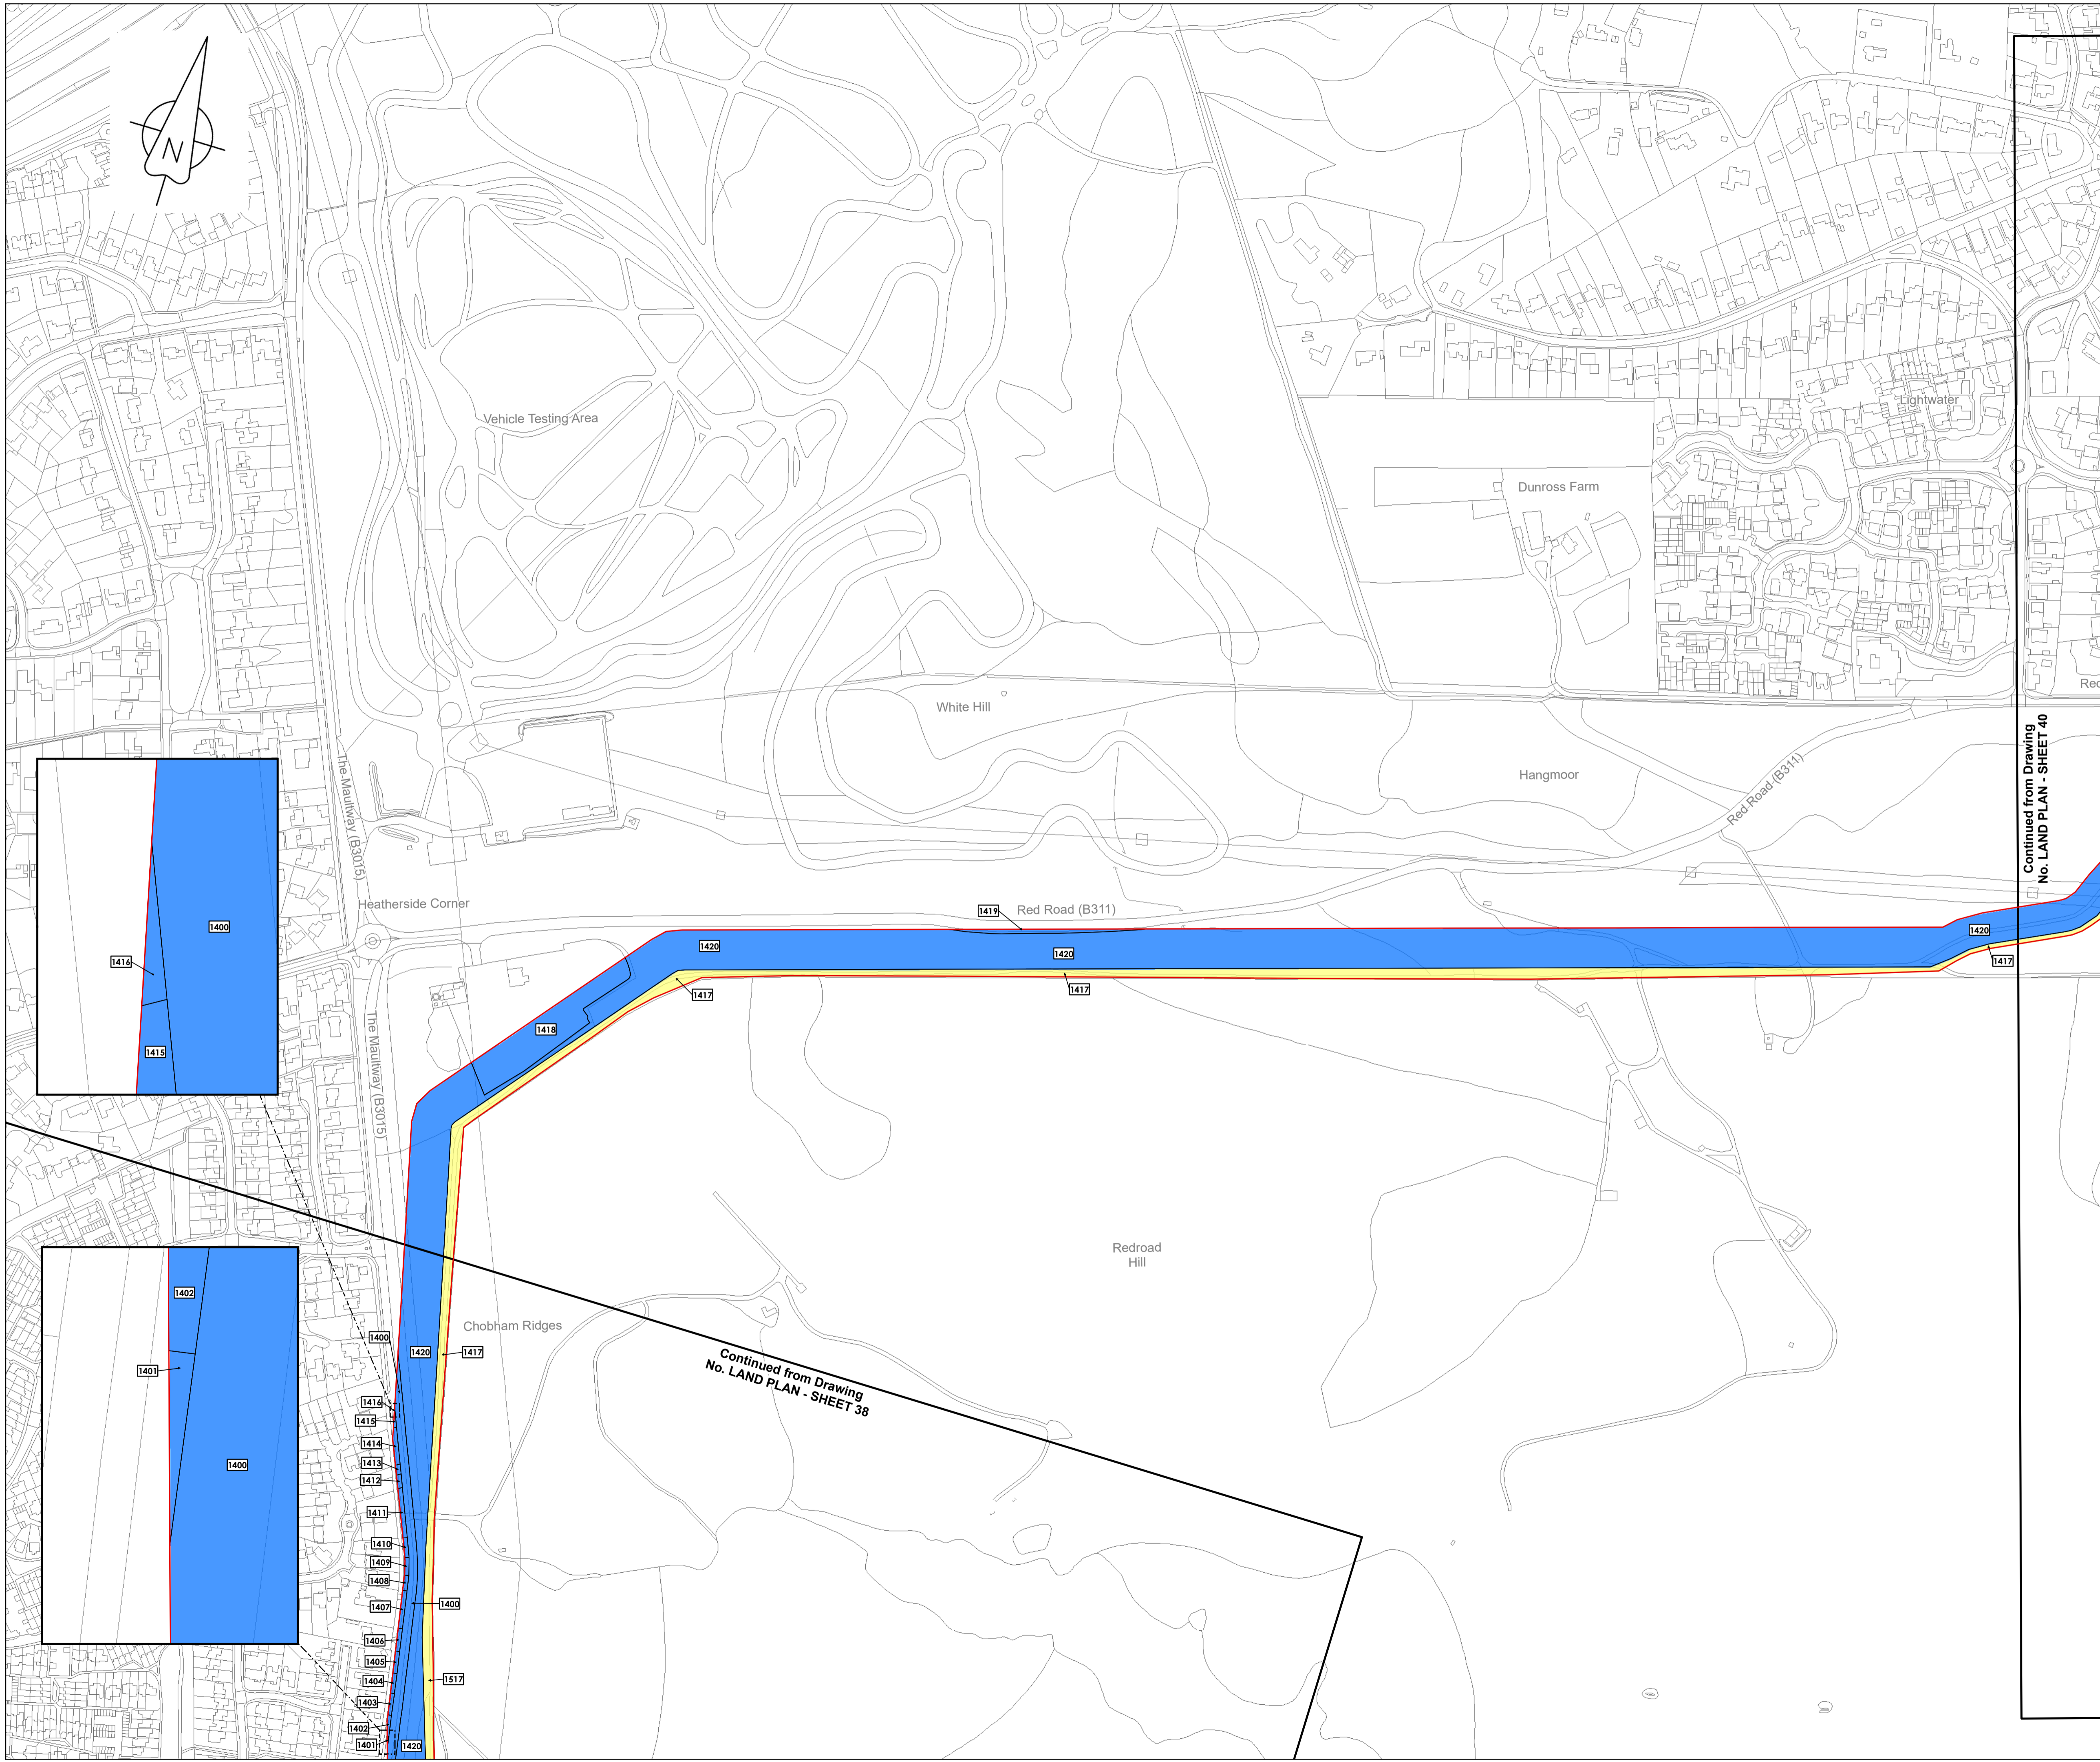 N
Vehicle Testing Area
Lightwater
Dunross Farm
White Hill
Red
Hangmoor
Red Road (B311)
Continued from Drawing
No. LAND PLAN - SHEET 40
The Maultway (B3015)
1400
1416
1415
Heatherside Corner
1419
Red Road (B311)
1420
1420
1420
1417
1417
1417
1418
The Maultway (B3015)
1402
1401
1400
Redroad
Hill
Chobham Ridges
1400
1420
1417
Continued from Drawing
No. LAND PLAN - SHEET 38
1416
1415
1414
1413
1412
1411
1410
1409
1408
1407
1400
1406
1405
1404
1517
1403
1402
1401
1420